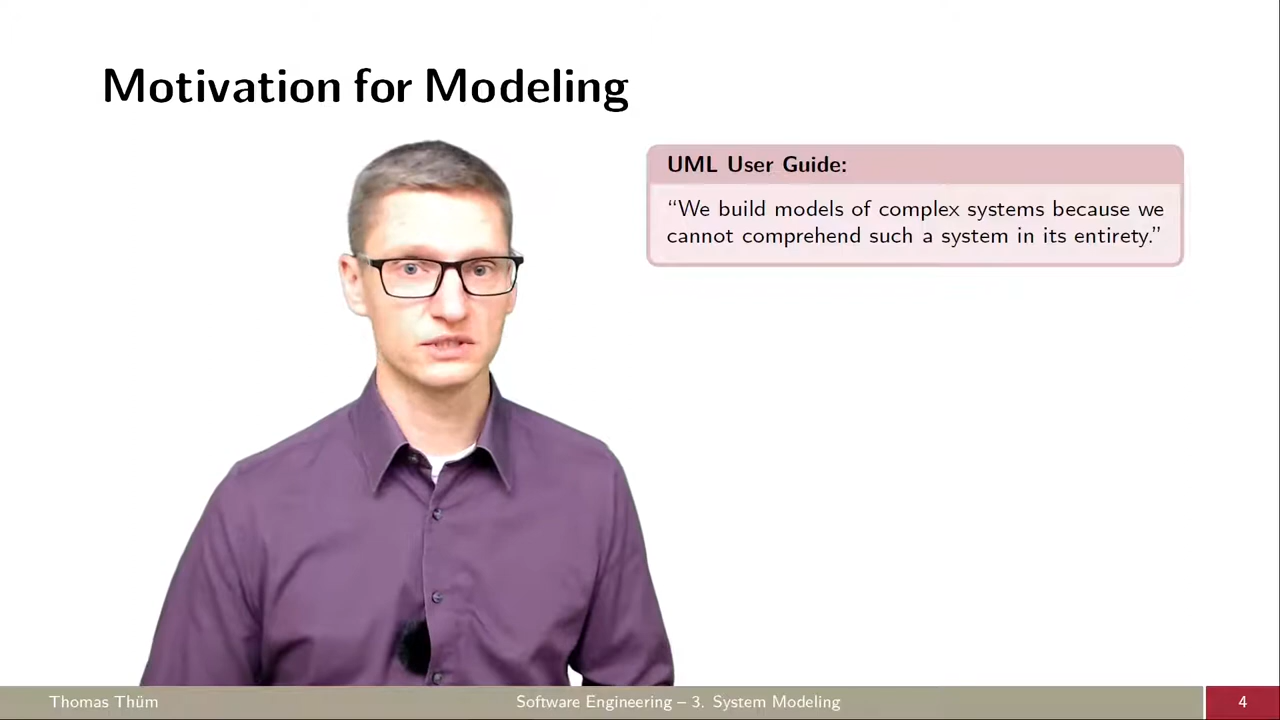 Motivation for Modeling
UML User Guide:
“We build models of complex systems because we
cannot comprehend such a system in its entirety.”
Thomas Thüm
Software Engineering – 3. System Modeling
4